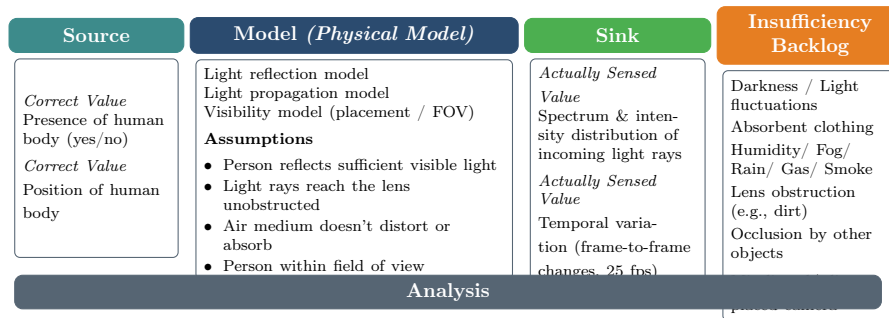 Source
Correct Value
Presence of human
body (yes/no)
Correct Value
Position of human
body
Model (Physical Model)
Light reflection model
Light propagation model
Visibility model (placement / FOV)
Assumptions
• Person reflects sufficient visible light
• Light rays reach the lens
unobstructed
• Air medium doesn't distort or
absorb
• Person within field of view
Sink
Actually Sensed
Value
Spectrum & inten-
sity distribution of
incoming light rays
Actually Sensed
Value
Temporal varia-
tion (frame-to-frame
changes, 25 fps)
Insufficiency
Backlog
Darkness / Light
fluctuations
Absorbent clothing
Humidity/ Fog/
Rain/ Gas/ Smoke
Lens obstruction
(e.g., dirt)
Occlusion by other
objects
Analysis